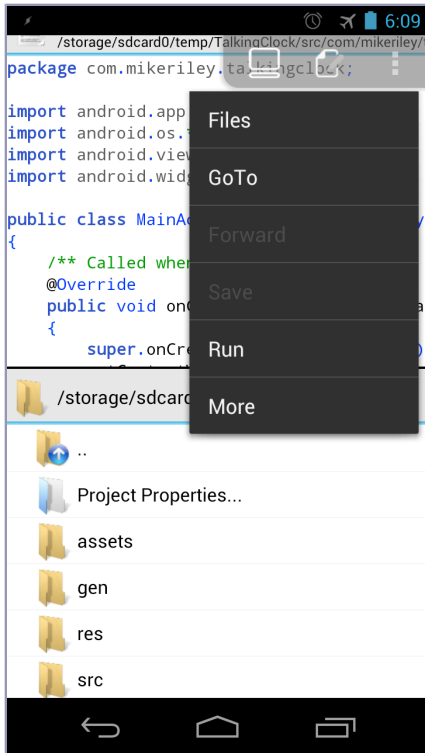 6:09
/storage/sdcard0/temp/TalkingClock/src/com/mikeriley/
package com.mikeriley.talkingclock;
import android.app
import android.os.
import android.view
import android.widg
public class MainAc
{
/** Called when
@Override
public void onC
{
super.onCre
Files
GoTo
Forward
Save
Run
More
/storage/sdcard
..
Project Properties...
assets
gen
res
src